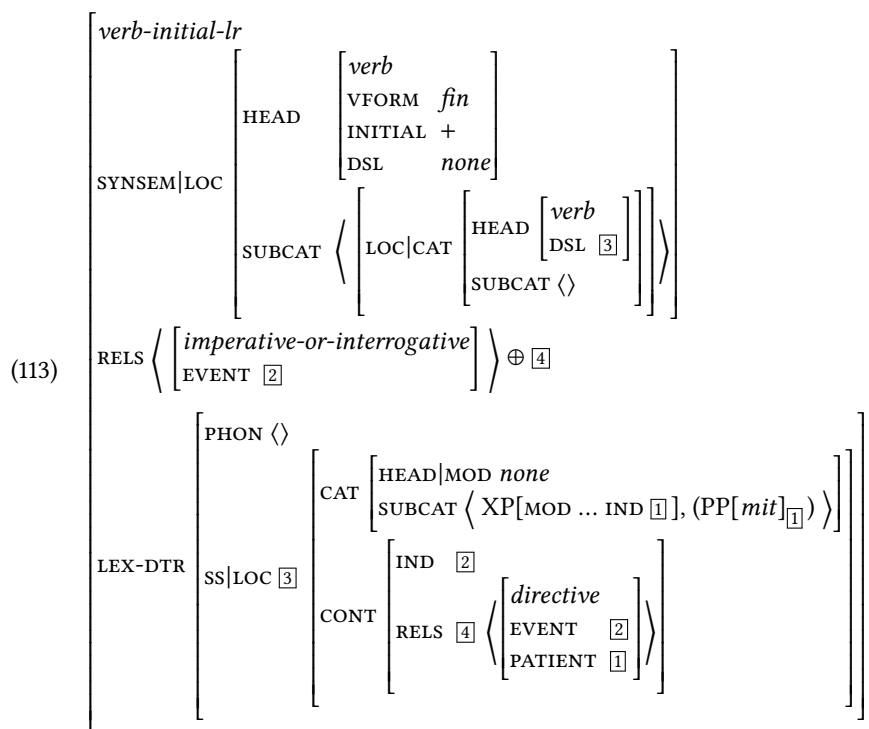 verb-initial-lr
SYNSEM|LOC
HEAD
verb
VFORM fin
INITIAL +
DSL none
SUBCAT ⟨ LOC|CAT
HEAD
verb
DSL 3
SUBCAT ⟨⟩ ⟩
(113)
RELS ⟨
imperative-or-interrogative
EVENT 2
⟩ ⊕ 4
LEX-DTR
PHON ⟨⟩
SS|LOC 3
CAT
HEAD|MOD none
SUBCAT ⟨ XP[MOD … IND 1], (PP[mit]1) ⟩
CONT
IND 2
RELS 4 ⟨
directive
EVENT 2
PATIENT 1
⟩